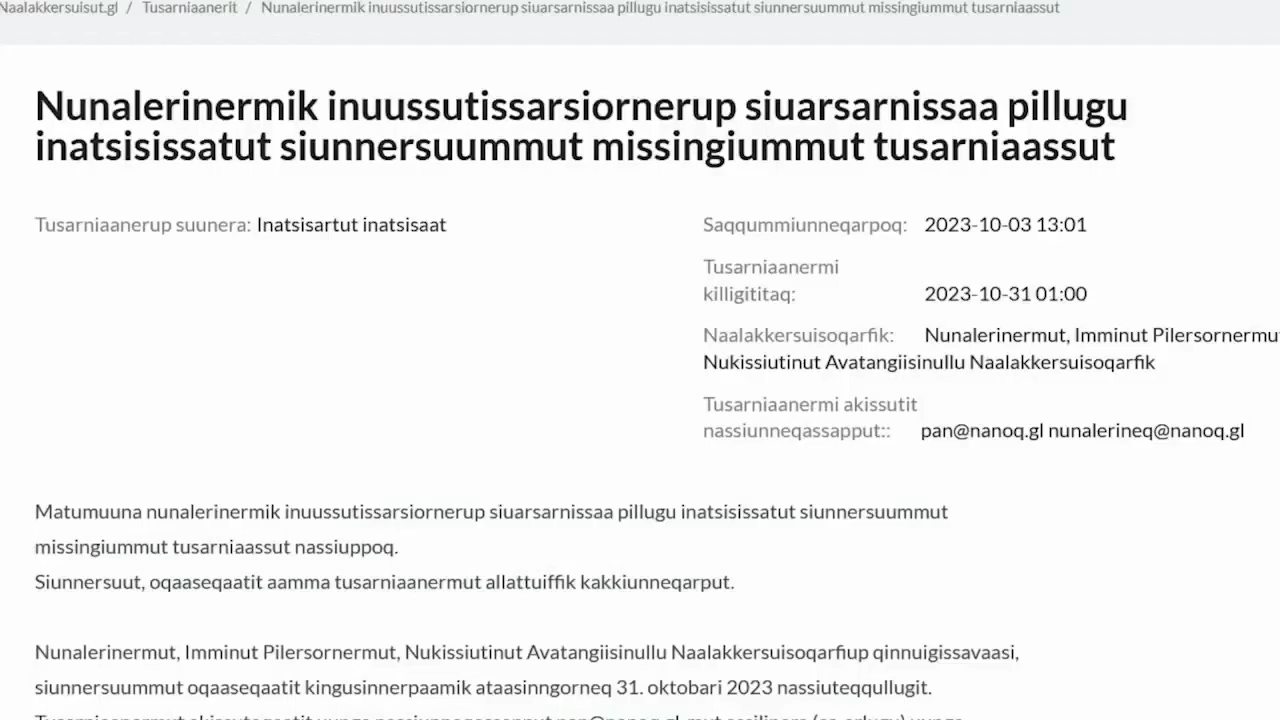 Naalakkersuisut.gl / Tusarniaanerit / Nunalerinermik inuussutissarsiornerup siuarsarnissaa pillugu inatsisissatut siunnersuummut missingiummut tusarniaassut
Nunalerinermik inuussutissarsiornerup siuarsarnissaa pillugu
inatsisissatut siunnersuummut missingiummut tusarniaassut
Tusarniaanerup suunera: Inatsisartut inatsisaat
Saqqummiunneqarpoq: 2023-10-03 13:01
Tusarniaanermi
killigititaq: 2023-10-31 01:00
Naalakkersuisoqarfik: Nunalerinermut, Imminut Pilersornermut
Nukissiutinut Avatangiisinullu Naalakkersuisoqarfik
Tusarniaanermi akissutit
nassiunneqassapput:: pan@nanoq.gl nunalerineq@nanoq.gl
Matumuuna nunalerinermik inuussutissarsiornerup siuarsarnissaa pillugu inatsisissatut siunnersuummut
missingiummut tusarniaassut nassiuppoq.
Siunnersuut, oqaaseqaatit aamma tusarniaanermut allattuiffik kakkiunneqarput.
Nunalerinermut, Imminut Pilersornermut, Nukissiutinut Avatangiisinullu Naalakkersuisoqarfiup qinnuigissavaasi,
siunnersuummut oqaaseqaatit kingusinnerpaamik ataasinngorneq 31. oktobari 2023 nassiuteqqullugit.